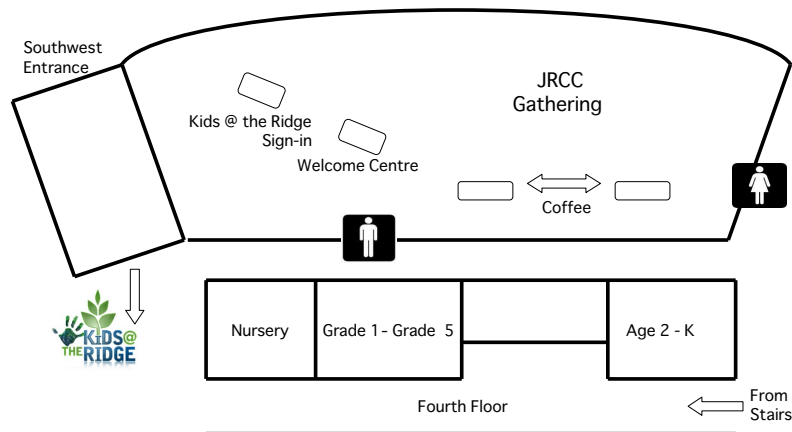 Southwest
Entrance
JRCC
Gathering
Kids @ the Ridge
Sign-in
Welcome Centre
Coffee
KIDS@
THE RIDGE
Nursery
Grade 1 - Grade 5
Age 2 - K
Fourth Floor
From
Stairs